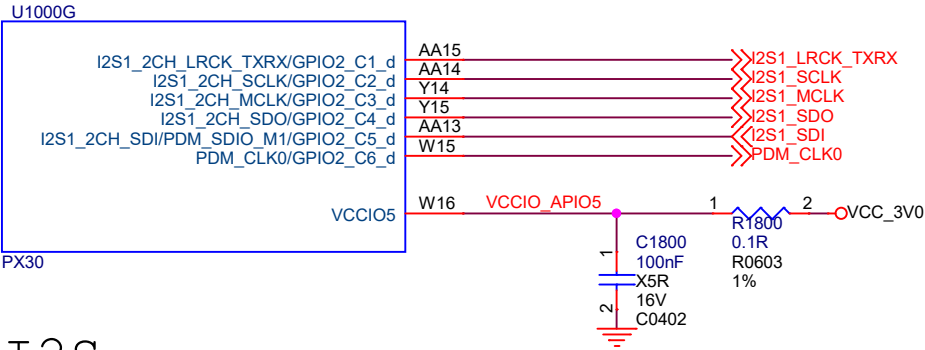 U1000G
I2S1_2CH_LRCK_TXRX/GPIO2_C1_d AA15 I2S1_LRCK_TXRX
I2S1_2CH_SCLK/GPIO2_C2_d AA14 I2S1_SCLK
I2S1_2CH_MCLK/GPIO2_C3_d Y14 I2S1_MCLK
I2S1_2CH_SDO/GPIO2_C4_d Y15 I2S1_SDO
I2S1_2CH_SDI/PDM_SDIO_M1/GPIO2_C5_d AA13 I2S1_SDI
PDM_CLK0/GPIO2_C6_d W15 PDM_CLK0
VCCIO5 W16 VCCIO_APIO5 1 2 VCC_3V0
R1800
0.1R
R0603
1%
1
2
C1800
100nF
X5R
16V
C0402
PX30